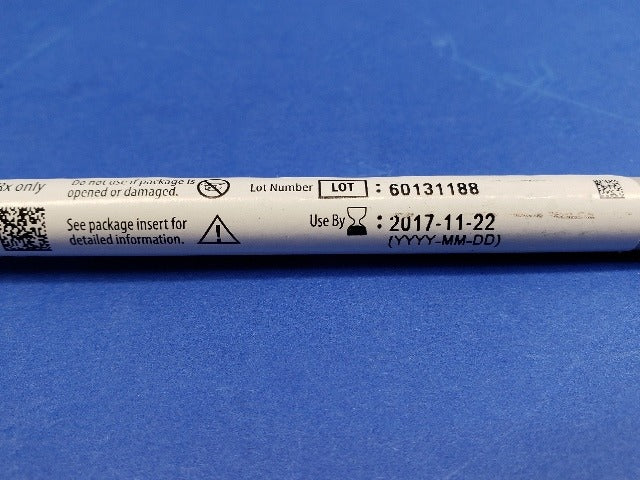 Rx only
Do not use if package is
opened or damaged.
Lot Number LOT : 60131188
See package insert for
detailed information.
Use By : 2017-11-22
(YYYY-MM-DD)